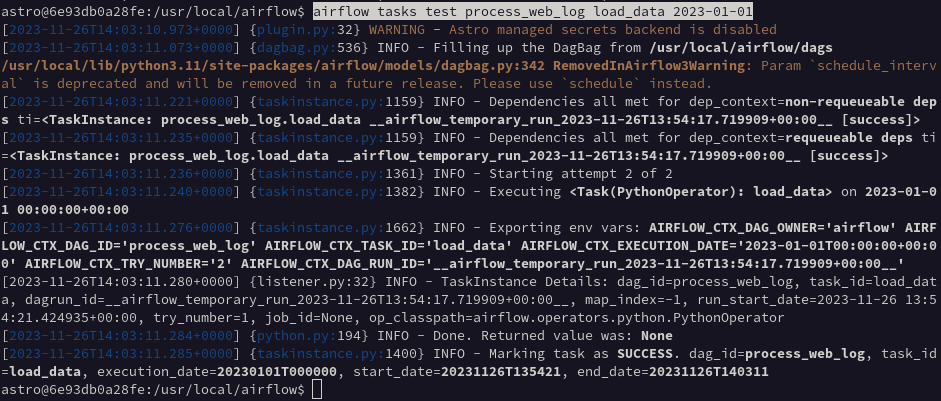 astro@6e93db0a28fe:/usr/local/airflow$ airflow tasks test process_web_log load_data 2023-01-01
[2023-11-26T14:03:10.973+0000] {plugin.py:32} WARNING - Astro managed secrets backend is disabled
[2023-11-26T14:03:11.073+0000] {dagbag.py:536} INFO - Filling up the DagBag from /usr/local/airflow/dags
/usr/local/lib/python3.11/site-packages/airflow/models/dagbag.py:342 RemovedInAirflow3Warning: Param `schedule_interv
al` is deprecated and will be removed in a future release. Please use `schedule` instead.
[2023-11-26T14:03:11.221+0000] {taskinstance.py:1159} INFO - Dependencies all met for dep_context=non-requeueable dep
s ti=<TaskInstance: process_web_log.load_data __airflow_temporary_run_2023-11-26T13:54:17.719909+00:00__ [success]>
[2023-11-26T14:03:11.235+0000] {taskinstance.py:1159} INFO - Dependencies all met for dep_context=requeueable deps ti
=<TaskInstance: process_web_log.load_data __airflow_temporary_run_2023-11-26T13:54:17.719909+00:00__ [success]>
[2023-11-26T14:03:11.236+0000] {taskinstance.py:1361} INFO - Starting attempt 2 of 2
[2023-11-26T14:03:11.240+0000] {taskinstance.py:1382} INFO - Executing <Task(PythonOperator): load_data> on 2023-01-0
1 00:00:00+00:00
[2023-11-26T14:03:11.276+0000] {taskinstance.py:1662} INFO - Exporting env vars: AIRFLOW_CTX_DAG_OWNER='airflow' AIRF
LOW_CTX_DAG_ID='process_web_log' AIRFLOW_CTX_TASK_ID='load_data' AIRFLOW_CTX_EXECUTION_DATE='2023-01-01T00:00:00+00:0
0' AIRFLOW_CTX_TRY_NUMBER='2' AIRFLOW_CTX_DAG_RUN_ID='__airflow_temporary_run_2023-11-26T13:54:17.719909+00:00__'
[2023-11-26T14:03:11.280+0000] {listener.py:32} INFO - TaskInstance Details: dag_id=process_web_log, task_id=load_dat
a, dagrun_id=__airflow_temporary_run_2023-11-26T13:54:17.719909+00:00__, map_index=-1, run_start_date=2023-11-26 13:5
4:21.424935+00:00, try_number=1, job_id=None, op_classpath=airflow.operators.python.PythonOperator
[2023-11-26T14:03:11.284+0000] {python.py:194} INFO - Done. Returned value was: None
[2023-11-26T14:03:11.285+0000] {taskinstance.py:1400} INFO - Marking task as SUCCESS. dag_id=process_web_log, task_id
=load_data, execution_date=20230101T000000, start_date=20231126T135421, end_date=20231126T140311
astro@6e93db0a28fe:/usr/local/airflow$